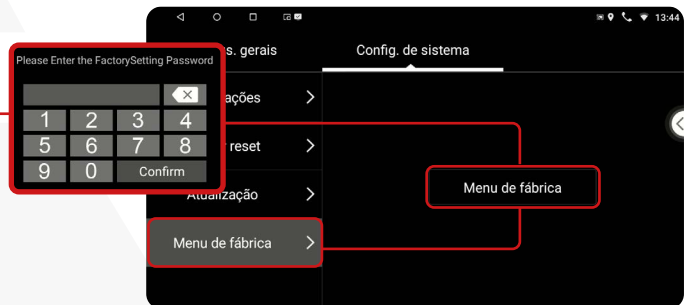 13:44
s. gerais
Config. de sistema
Please Enter the FactorySetting Password
ações
1 2 3 4
reset
5 6 7 8
9 0 Confirm
Atualização
Menu de fábrica
Menu de fábrica